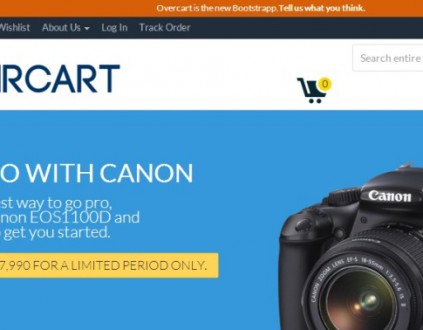 Overcart is the new Bootstrapp. Tell us what you think.
Wishlist About Us Log In Track Order
RCART
Search entire
0
O WITH CANON
est way to go pro,
non EOS1100D and
o get you started.
7,990 FOR A LIMITED PERIOD ONLY.
Canon
CANON ZOOM LENS EF-S 18-55mm